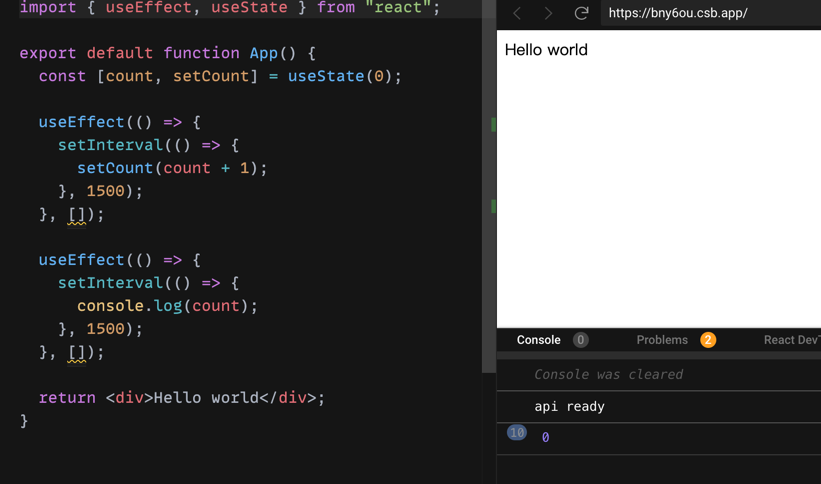 import { useEffect, useState } from "react";
export default function App() {
const [count, setCount] = useState(0);
useEffect(() => {
setInterval(() => {
setCount(count + 1);
}, 1500);
}, []);
useEffect(() => {
setInterval(() => {
console.log(count);
}, 1500);
}, []);
return <div>Hello world</div>;
}
https://bny6ou.csb.app/
Hello world
Console 0 Problems 2 React DevT
Console was cleared
api ready
10 0